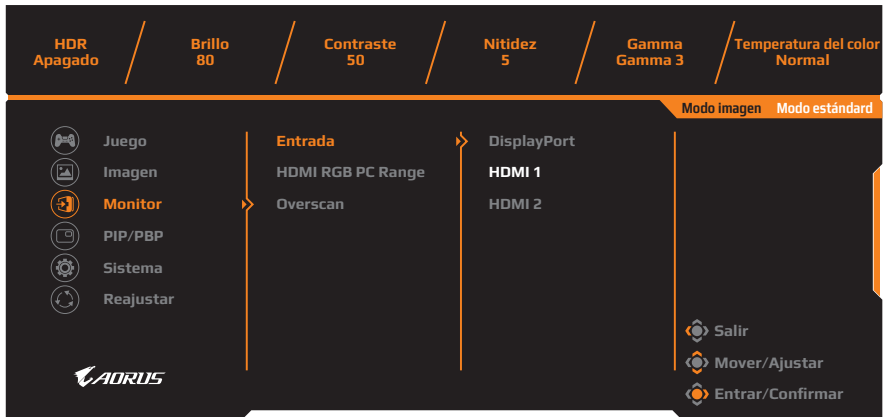 HDR
Apagado
Brillo
80
Contraste
50
Nitidez
5
Gamma
Gamma 3
Temperatura del color
Normal
Modo imagen Modo estándard
Juego
Imagen
Monitor
PIP/PBP
Sistema
Reajustar
Entrada
HDMI RGB PC Range
Overscan
DisplayPort
HDMI 1
HDMI 2
Salir
Mover/Ajustar
Entrar/Confirmar
AORUS